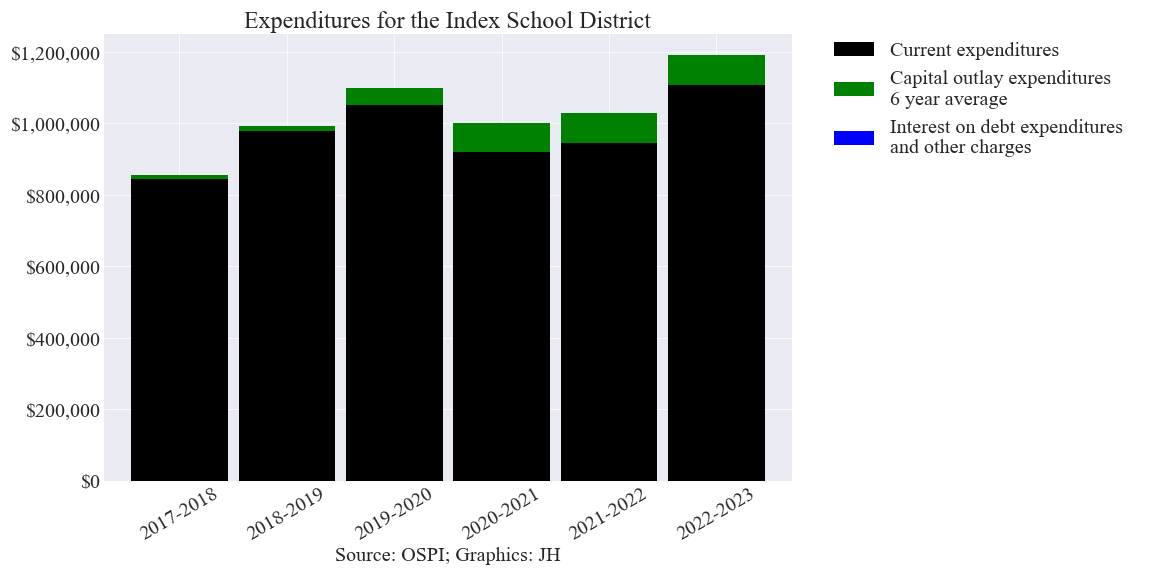 Expenditures for the Index School District
$1,200,000
$1,000,000
$800,000
$600,000
$400,000
$200,000
$0
2017-2018
2018-2019
2019-2020
2020-2021
2021-2022
2022-2023
Source: OSPI; Graphics: JH
Current expenditures
Capital outlay expenditures
6 year average
Interest on debt expenditures
and other charges